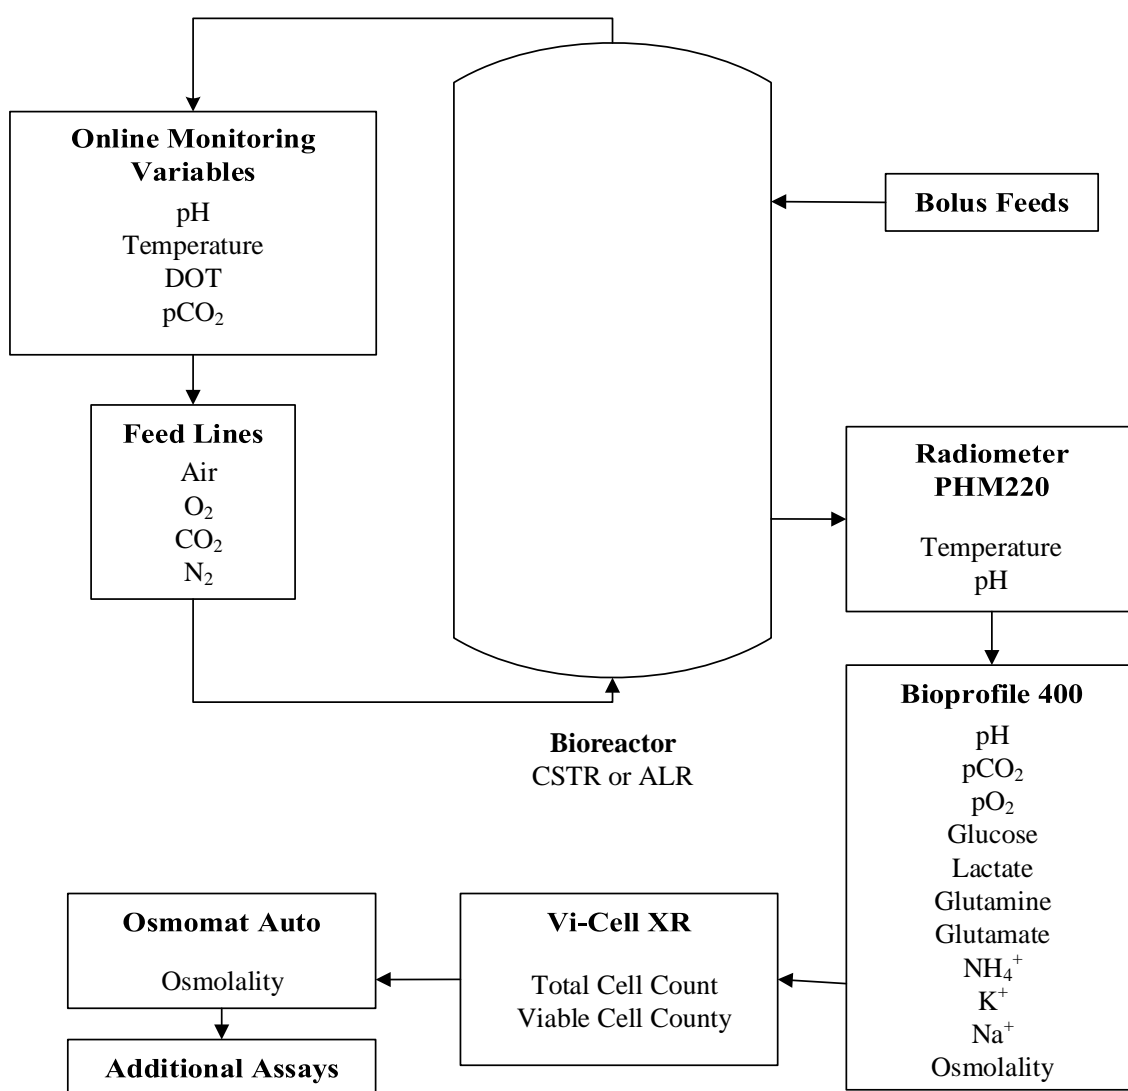 Online Monitoring
Variables
pH
Temperature
DOT
pCO₂
Feed Lines
Air
O₂
CO₂
N₂
Bioreactor
CSTR or ALR
Bolus Feeds
Radiometer
PHM220
Temperature
pH
Bioprofile 400
pH
pCO₂
pO₂
Glucose
Lactate
Glutamine
Glutamate
NH₄⁺
K⁺
Na⁺
Osmolality
Vi-Cell XR
Total Cell Count
Viable Cell County
Osmomat Auto
Osmolality
Additional Assays